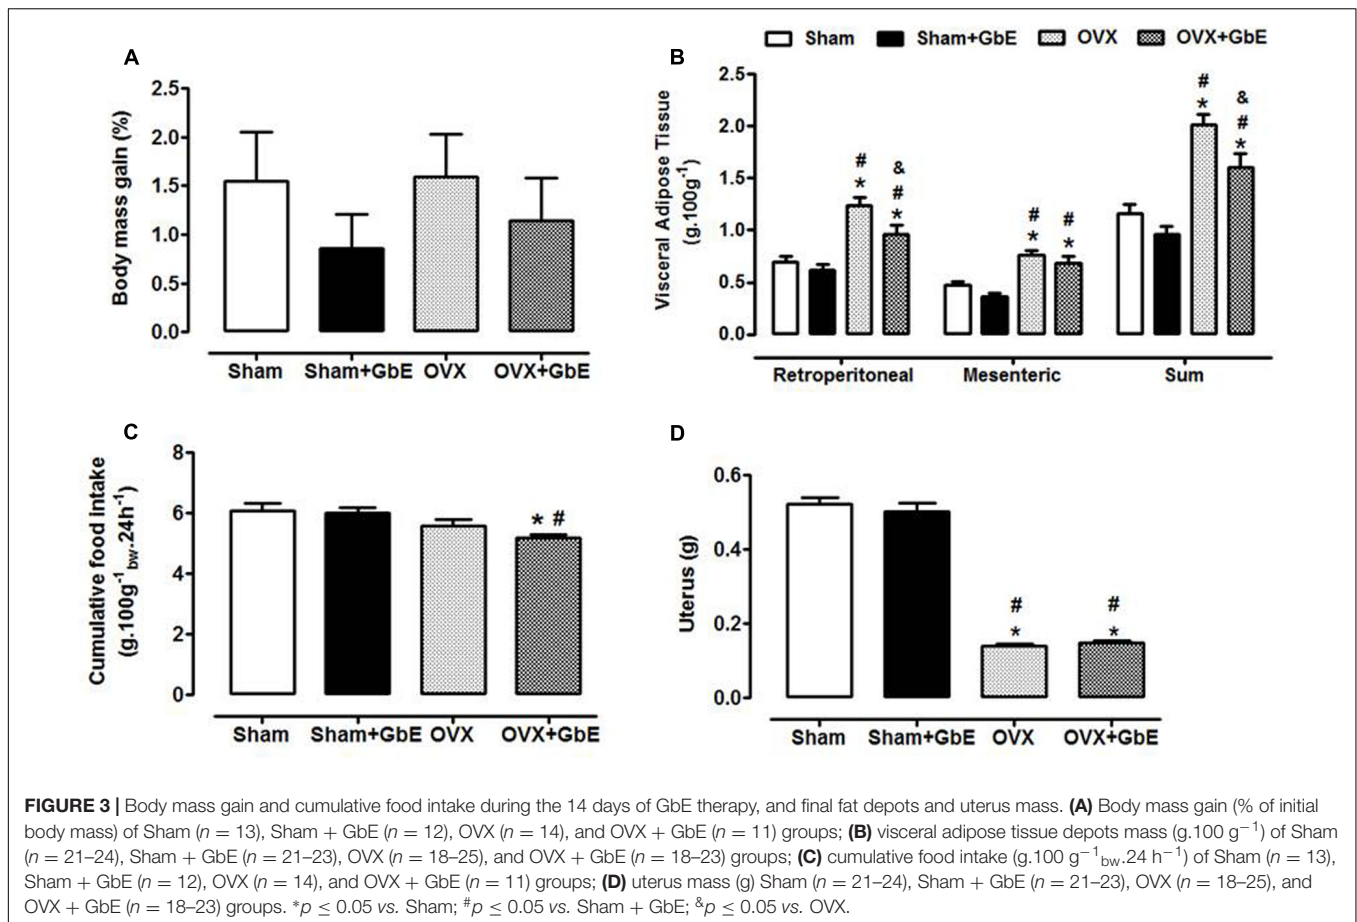 A
Body mass gain (%)
2.5
2.0
1.5
1.0
0.5
0.0
Sham Sham+GbE OVX OVX+GbE
Sham Sham+GbE OVX OVX+GbE
B
Visceral Adipose Tissue
(g.100g-1)
2.5
2.0
1.5
1.0
0.5
0.0
#
*
&
#
*
#
*
#
*
#
*
&
#
*
Retroperitoneal Mesenteric Sum
C
Cumulative food intake
(g.100g-1bw.24h-1)
8
6
4
2
0
* #
Sham Sham+GbE OVX OVX+GbE
D
Uterus (g)
0.6
0.4
0.2
0.0
#
*
#
*
Sham Sham+GbE OVX OVX+GbE
FIGURE 3 | Body mass gain and cumulative food intake during the 14 days of GbE therapy, and final fat depots and uterus mass. (A) Body mass gain (% of initial
body mass) of Sham (n = 13), Sham + GbE (n = 12), OVX (n = 14), and OVX + GbE (n = 11) groups; (B) visceral adipose tissue depots mass (g.100 g−1) of Sham
(n = 21–24), Sham + GbE (n = 21–23), OVX (n = 18–25), and OVX + GbE (n = 18–23) groups; (C) cumulative food intake (g.100 g−1bw.24 h−1) of Sham (n = 13),
Sham + GbE (n = 12), OVX (n = 14), and OVX + GbE (n = 11) groups; (D) uterus mass (g) Sham (n = 21–24), Sham + GbE (n = 21–23), OVX (n = 18–25), and
OVX + GbE (n = 18–23) groups. *p ≤ 0.05 vs. Sham; #p ≤ 0.05 vs. Sham + GbE; &p ≤ 0.05 vs. OVX.